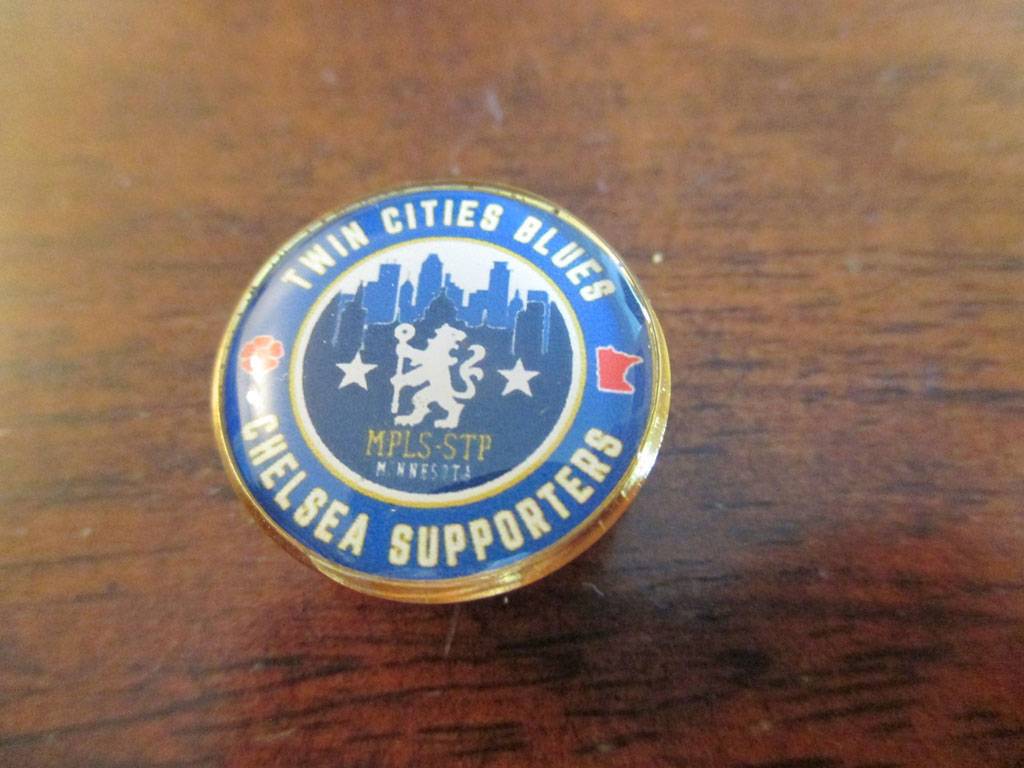 TWIN CITIES BLUES
MPLS-STP
MINNESOTA
CHELSEA SUPPORTERS